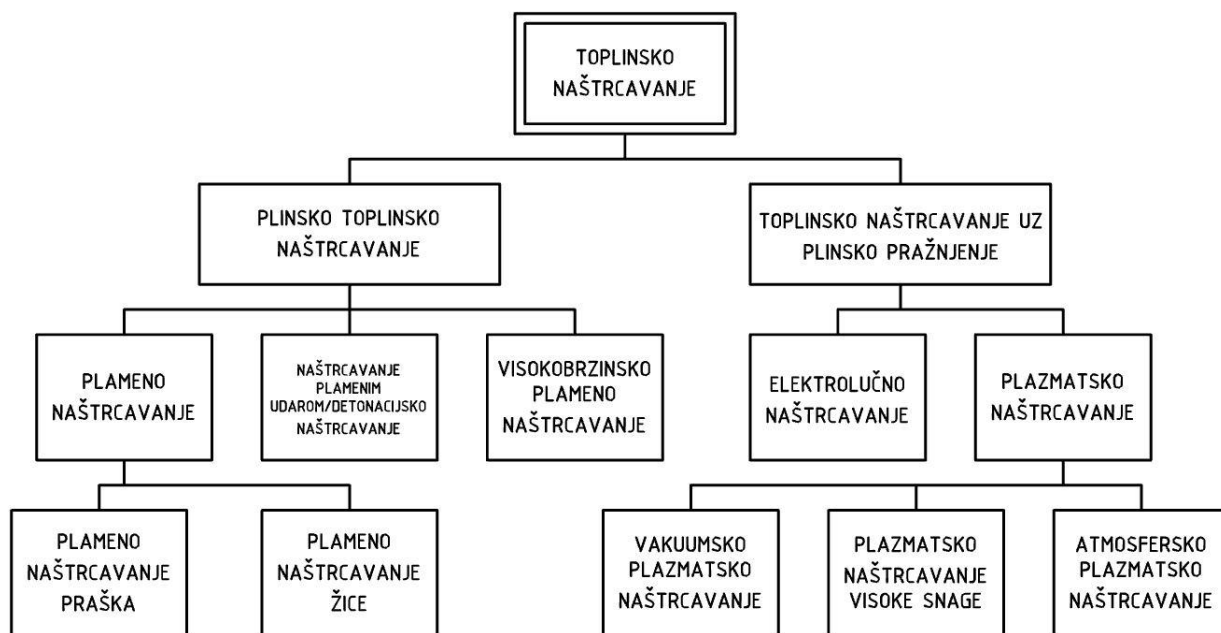 TOPLINSKO
NAŠTRCAVANJE
PLINSKO TOPLINSKO
NAŠTRCAVANJE
TOPLINSKO NAŠTRCAVANJE UZ
PLINSKO PRAŽNJENJE
PLAMENO
NAŠTRCAVANJE
NAŠTRCAVANJE
PLAMENIM
UDAROM/DETONACIJSKO
NAŠTRCAVANJE
VISOKOBRZINSKO
PLAMENO
NAŠTRCAVANJE
ELEKTROLUČNO
NAŠTRCAVANJE
PLAZMATSKO
NAŠTRCAVANJE
PLAMENO
NAŠTRCAVANJE
PRAŠKA
PLAMENO
NAŠTRCAVANJE
ŽICE
VAKUUMSKO
PLAZMATSKO
NAŠTRCAVANJE
PLAZMATSKO
NAŠTRCAVANJE
VISOKE SNAGE
ATMOSFERSKO
PLAZMATSKO
NAŠTRCAVANJE